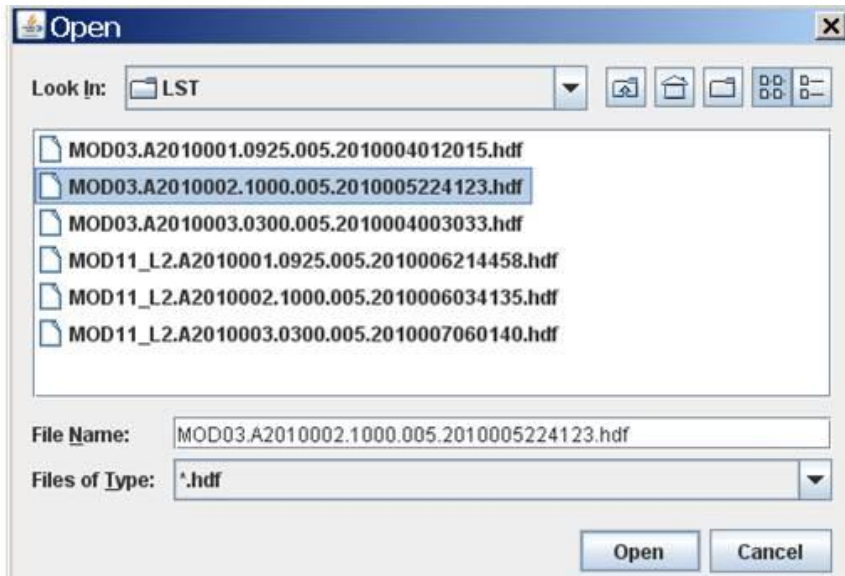 Open
Look In: LST
MOD03.A2010001.0925.005.2010004012015.hdf
MOD03.A2010002.1000.005.2010005224123.hdf
MOD03.A2010003.0300.005.2010004003033.hdf
MOD11_L2.A2010001.0925.005.2010006214458.hdf
MOD11_L2.A2010002.1000.005.2010006034135.hdf
MOD11_L2.A2010003.0300.005.2010007060140.hdf
File Name: MOD03.A2010002.1000.005.2010005224123.hdf
Files of Type: *.hdf
Open Cancel